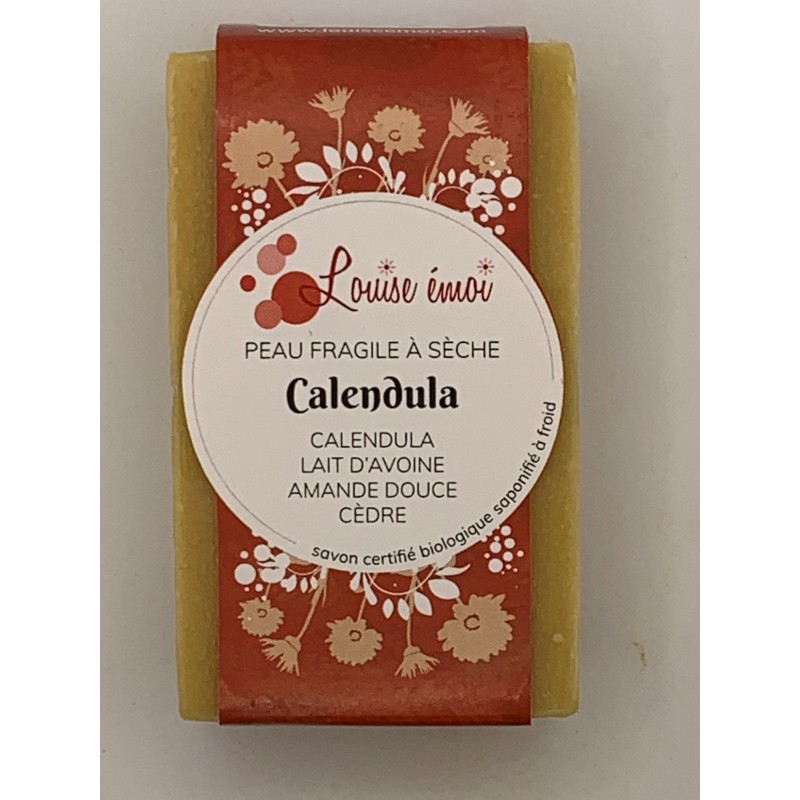 www.louiseemoi.com
Louise émoi
PEAU FRAGILE À SÈCHE
Calendula
CALENDULA
LAIT D'AVOINE
AMANDE DOUCE
CÈDRE
savon certifié biologique saponifié à froid